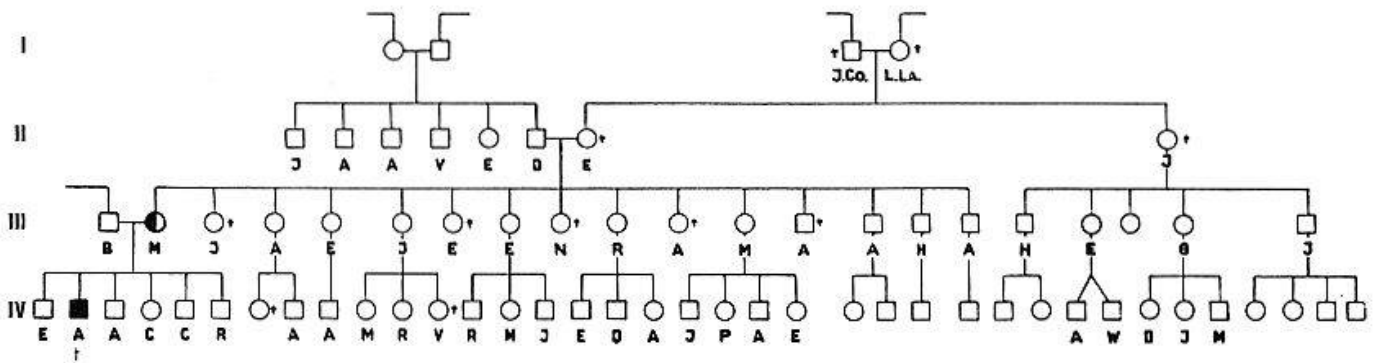 I
J.Co. L.La.
II
J A A V E O E J
III
B M J A E J E E N R A M A A H A H E G J
IV
E A A C C R A A M R V R M J E Q A J P A E A W O J M